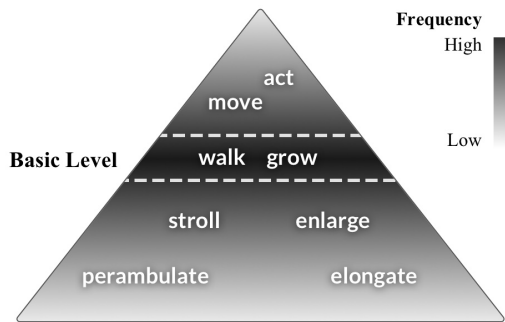 Frequency
High
Low
act
move
Basic Level
walk grow
stroll enlarge
perambulate elongate